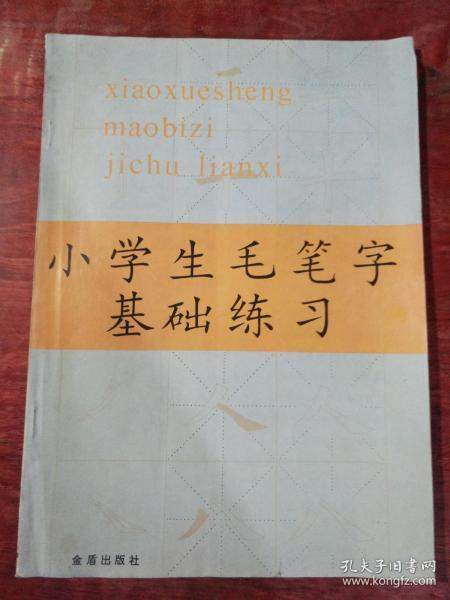 xiaoxuesheng
maobizi
jichu lianxi
小学生毛笔字
基础练习
金盾出版社
孔夫子旧书网
www.kongfz.com